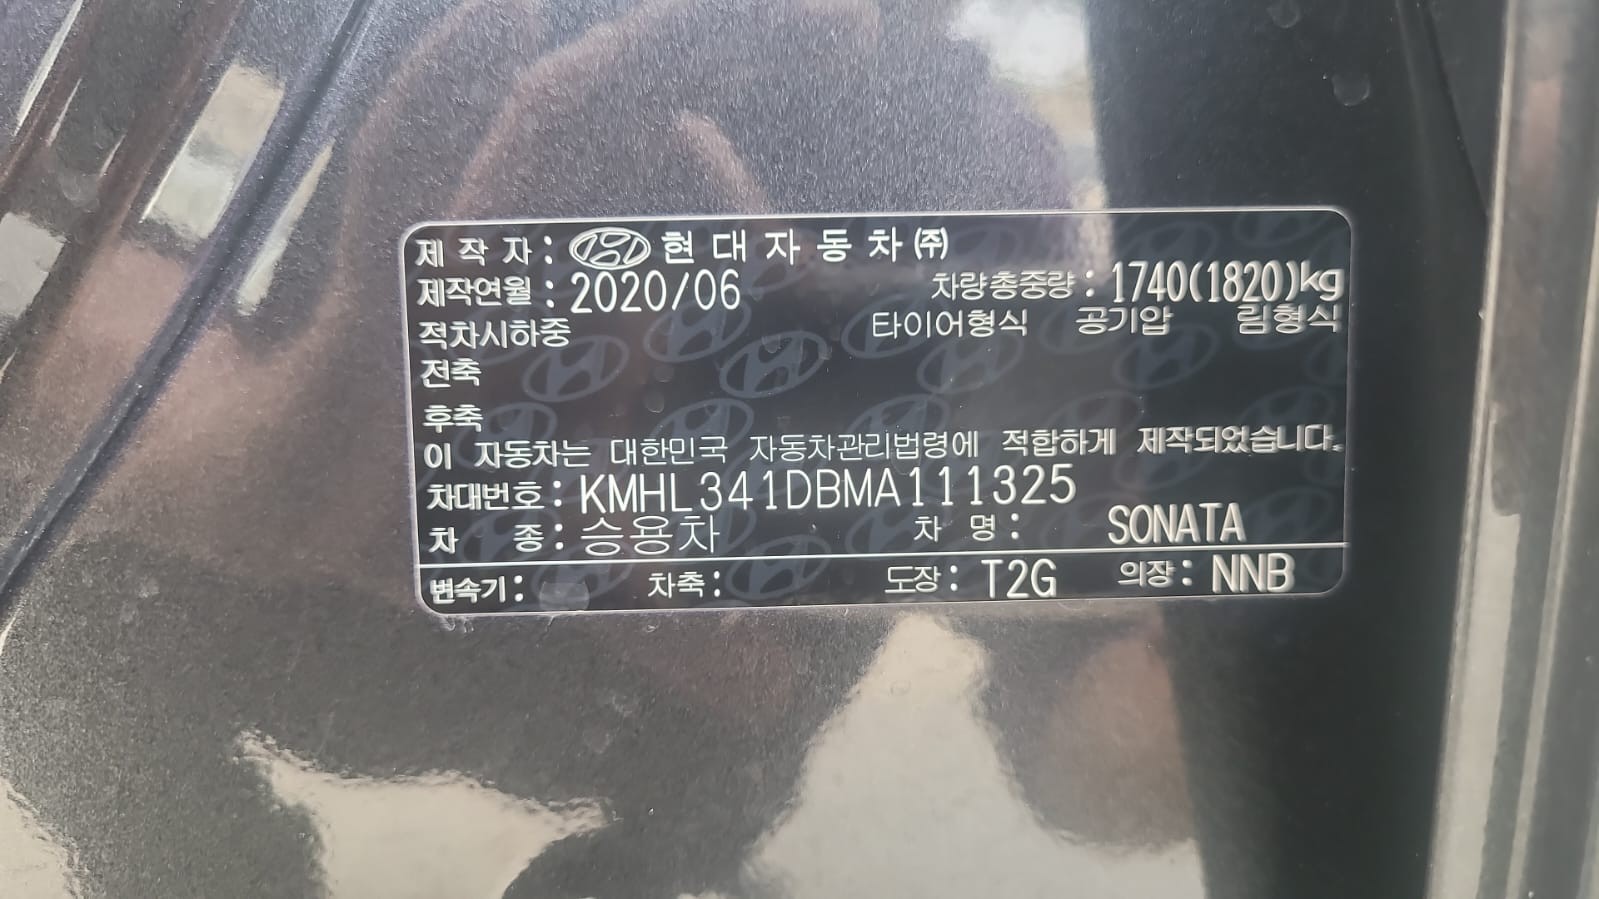 제 작 자 : 현 대 자 동 차 ㈜
제작연월 : 2020/06 차량총중량 : 1740(1820)kg
적차시하중 타이어형식 공기압 림형식
전축
후축
이 자동차는 대한민국 자동차관리법령에 적합하게 제작되었습니다.
차대번호 : KMHL341DBMA111325
차 종 : 승용차 차 명 : SONATA
변속기 : 차축 : 도장 : T2G 의장 : NNB